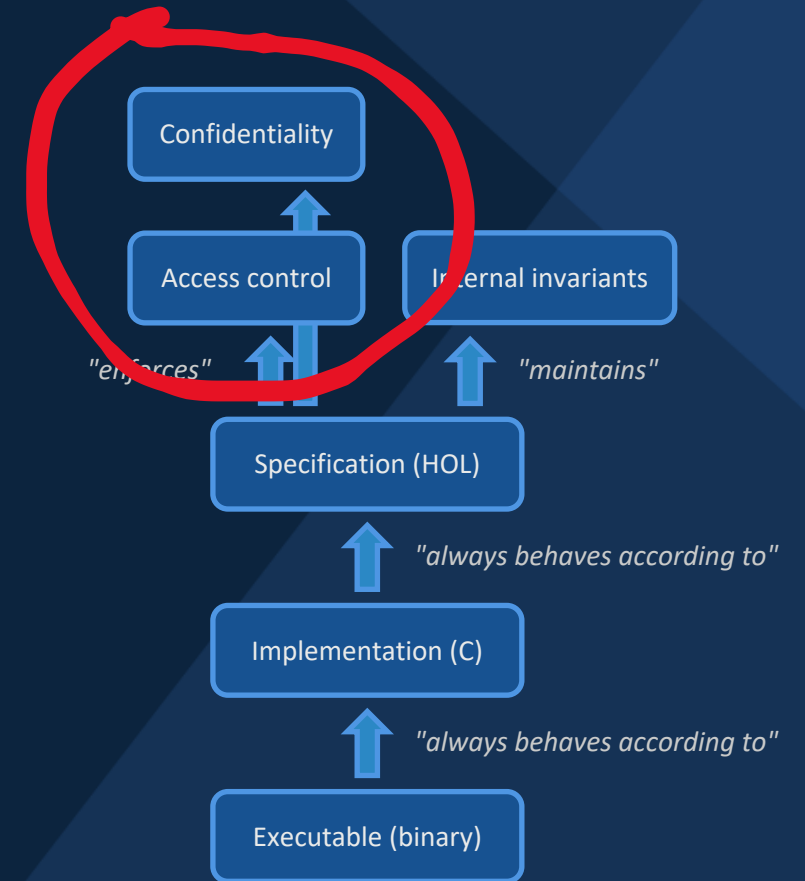 Confidentiality
Access control
Internal invariants
"enforces"
"maintains"
Specification (HOL)
"always behaves according to"
Implementation (C)
"always behaves according to"
Executable (binary)